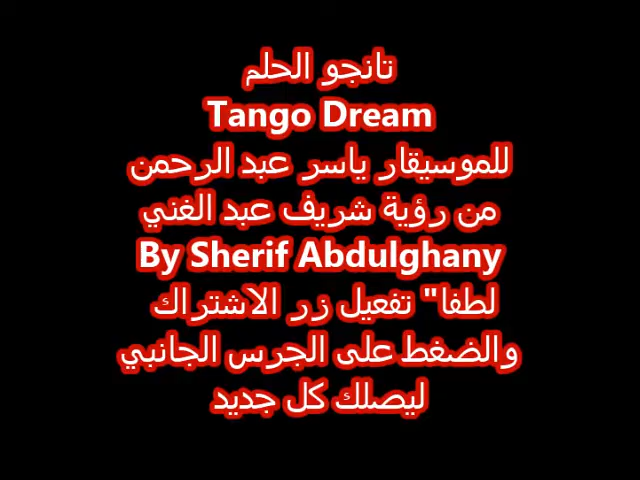 تانجو الحلم
Tango Dream
للموسيقار ياسر عبد الرحمن
من رؤية شريف عبد الغني
By Sherif Abdulghany
لطفا" تفعيل زر الاشتراك
والضغط على الجرس الجانبي
ليصلك كل جديد